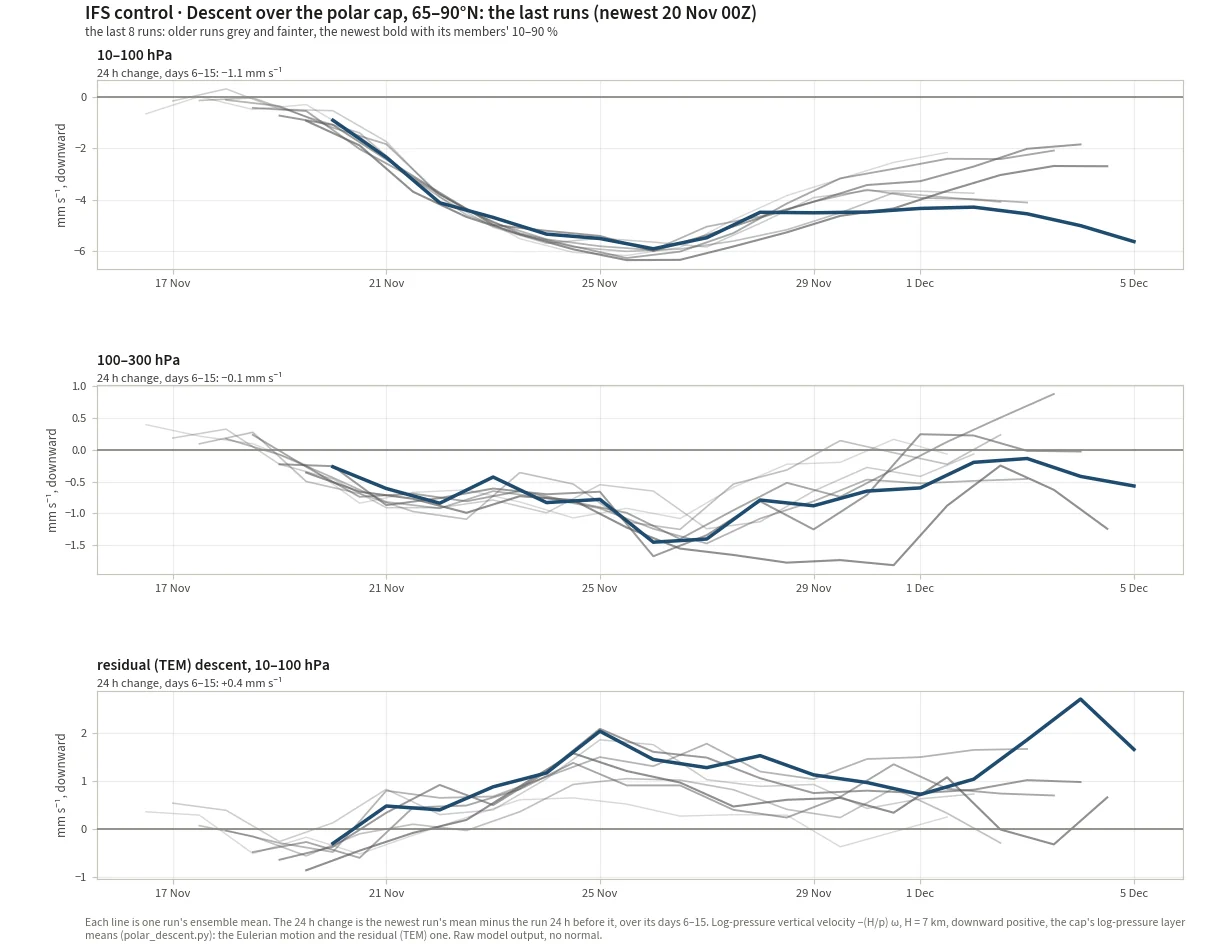 IFS control · Descent over the polar cap, 65–90°N: the last runs (newest 20 Nov 00Z)
the last 8 runs: older runs grey and fainter, the newest bold with its members' 10–90 %
10–100 hPa
24 h change, days 6–15: −1.1 mm s⁻¹
0
−2
−4
−6
mm s⁻¹, downward
17 Nov
21 Nov
25 Nov
29 Nov
1 Dec
5 Dec
100–300 hPa
24 h change, days 6–15: −0.1 mm s⁻¹
1.0
0.5
0.0
−0.5
−1.0
−1.5
mm s⁻¹, downward
17 Nov
21 Nov
25 Nov
29 Nov
1 Dec
5 Dec
residual (TEM) descent, 10–100 hPa
24 h change, days 6–15: +0.4 mm s⁻¹
2
1
0
−1
mm s⁻¹, downward
17 Nov
21 Nov
25 Nov
29 Nov
1 Dec
5 Dec
Each line is one run's ensemble mean. The 24 h change is the newest run's mean minus the run 24 h before it, over its days 6–15. Log-pressure vertical velocity −(H/p) ω, H = 7 km, downward positive, the cap's log-pressure layer
means (polar_descent.py): the Eulerian motion and the residual (TEM) one. Raw model output, no normal.